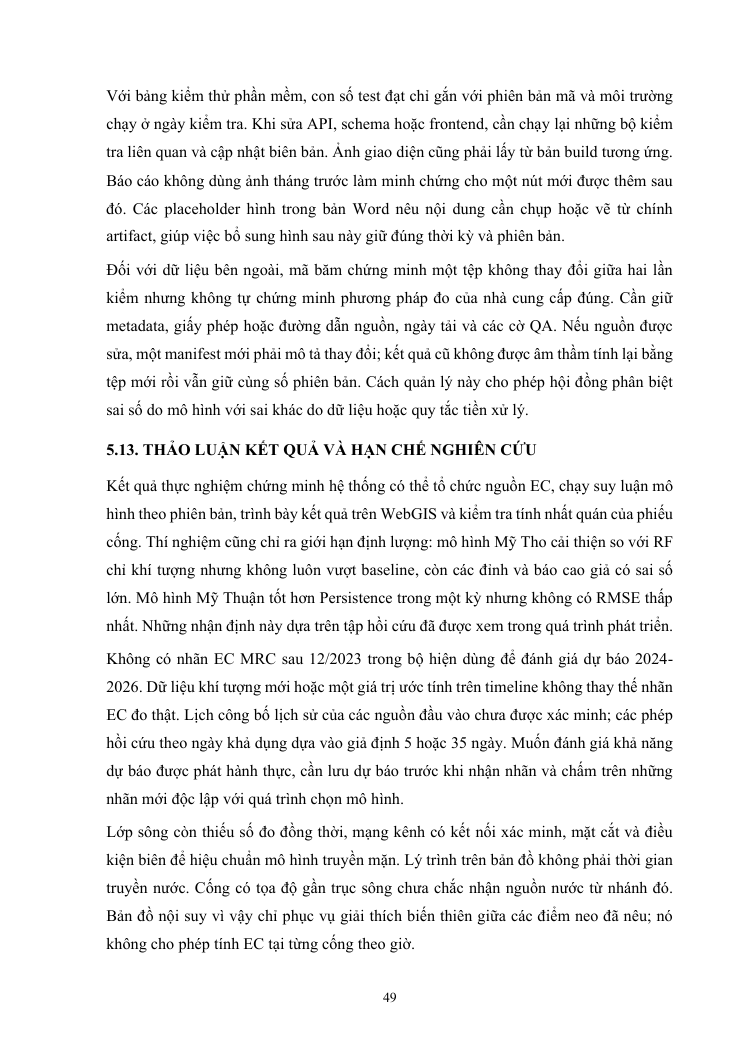 Với bảng kiểm thử phần mềm, con số test đạt chỉ gắn với phiên bản mã và môi trường
chạy ở ngày kiểm tra. Khi sửa API, schema hoặc frontend, cần chạy lại những bộ kiểm
tra liên quan và cập nhật biên bản. Ảnh giao diện cũng phải lấy từ bản build tương ứng.
Báo cáo không dùng ảnh tháng trước làm minh chứng cho một nút mới được thêm sau
đó. Các placeholder hình trong bản Word nêu nội dung cần chụp hoặc vẽ từ chính
artifact, giúp việc bổ sung hình sau này giữ đúng thời kỳ và phiên bản.
Đối với dữ liệu bên ngoài, mã băm chứng minh một tệp không thay đổi giữa hai lần
kiểm nhưng không tự chứng minh phương pháp đo của nhà cung cấp đúng. Cần giữ
metadata, giấy phép hoặc đường dẫn nguồn, ngày tải và các cờ QA. Nếu nguồn được
sửa, một manifest mới phải mô tả thay đổi; kết quả cũ không được âm thầm tính lại bằng
tệp mới rồi vẫn giữ cùng số phiên bản. Cách quản lý này cho phép hội đồng phân biệt
sai số do mô hình với sai khác do dữ liệu hoặc quy tắc tiền xử lý.
5.13. THẢO LUẬN KẾT QUẢ VÀ HẠN CHẾ NGHIÊN CỨU
Kết quả thực nghiệm chứng minh hệ thống có thể tổ chức nguồn EC, chạy suy luận mô
hình theo phiên bản, trình bày kết quả trên WebGIS và kiểm tra tính nhất quán của phiếu
cống. Thí nghiệm cũng chỉ ra giới hạn định lượng: mô hình Mỹ Tho cải thiện so với RF
chỉ khí tượng nhưng không luôn vượt baseline, còn các đỉnh và báo cao giả có sai số
lớn. Mô hình Mỹ Thuận tốt hơn Persistence trong một kỳ nhưng không có RMSE thấp
nhất. Những nhận định này dựa trên tập hồi cứu đã được xem trong quá trình phát triển.
Không có nhãn EC MRC sau 12/2023 trong bộ hiện dùng để đánh giá dự báo 2024-
2026. Dữ liệu khí tượng mới hoặc một giá trị ước tính trên timeline không thay thế nhãn
EC đo thật. Lịch công bố lịch sử của các nguồn đầu vào chưa được xác minh; các phép
hồi cứu theo ngày khả dụng dựa vào giả định 5 hoặc 35 ngày. Muốn đánh giá khả năng
dự báo được phát hành thực, cần lưu dự báo trước khi nhận nhãn và chấm trên những
nhãn mới độc lập với quá trình chọn mô hình.
Lớp sông còn thiếu số đo đồng thời, mạng kênh có kết nối xác minh, mặt cắt và điều
kiện biên để hiệu chuẩn mô hình truyền mặn. Lý trình trên bản đồ không phải thời gian
truyền nước. Cống có tọa độ gần trục sông chưa chắc nhận nguồn nước từ nhánh đó.
Bản đồ nội suy vì vậy chỉ phục vụ giải thích biến thiên giữa các điểm neo đã nêu; nó
không cho phép tính EC tại từng cống theo giờ.
49